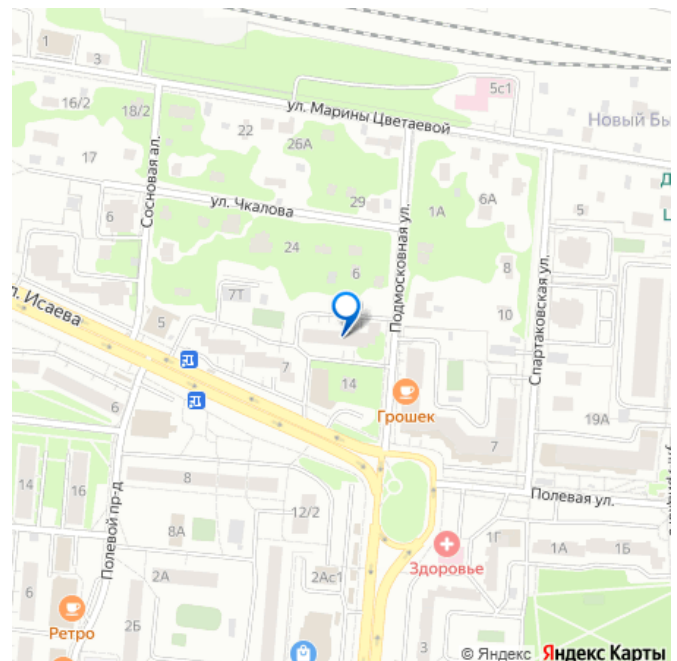 1
3
5с1
16/2
18/2
ул. Марины Цветаевой
22
26А
Новый Бы
17
Сосновая ал.
29
6А
Д
ул. Чкалова
1А
5
Ц
6
24
6
8
7Т
Подмосковная ул.
л. Исаева
5
10
Спартаковская ул.
7
14
Грошек
6
19А
7
14
16
8
Полевая ул.
Полевой пр-д
12/2
8А
1Г
1А
1Б
Здоровье
2А
2Ас1
6
Ретро
2Б
3
© Яндекс Яндекс Карты